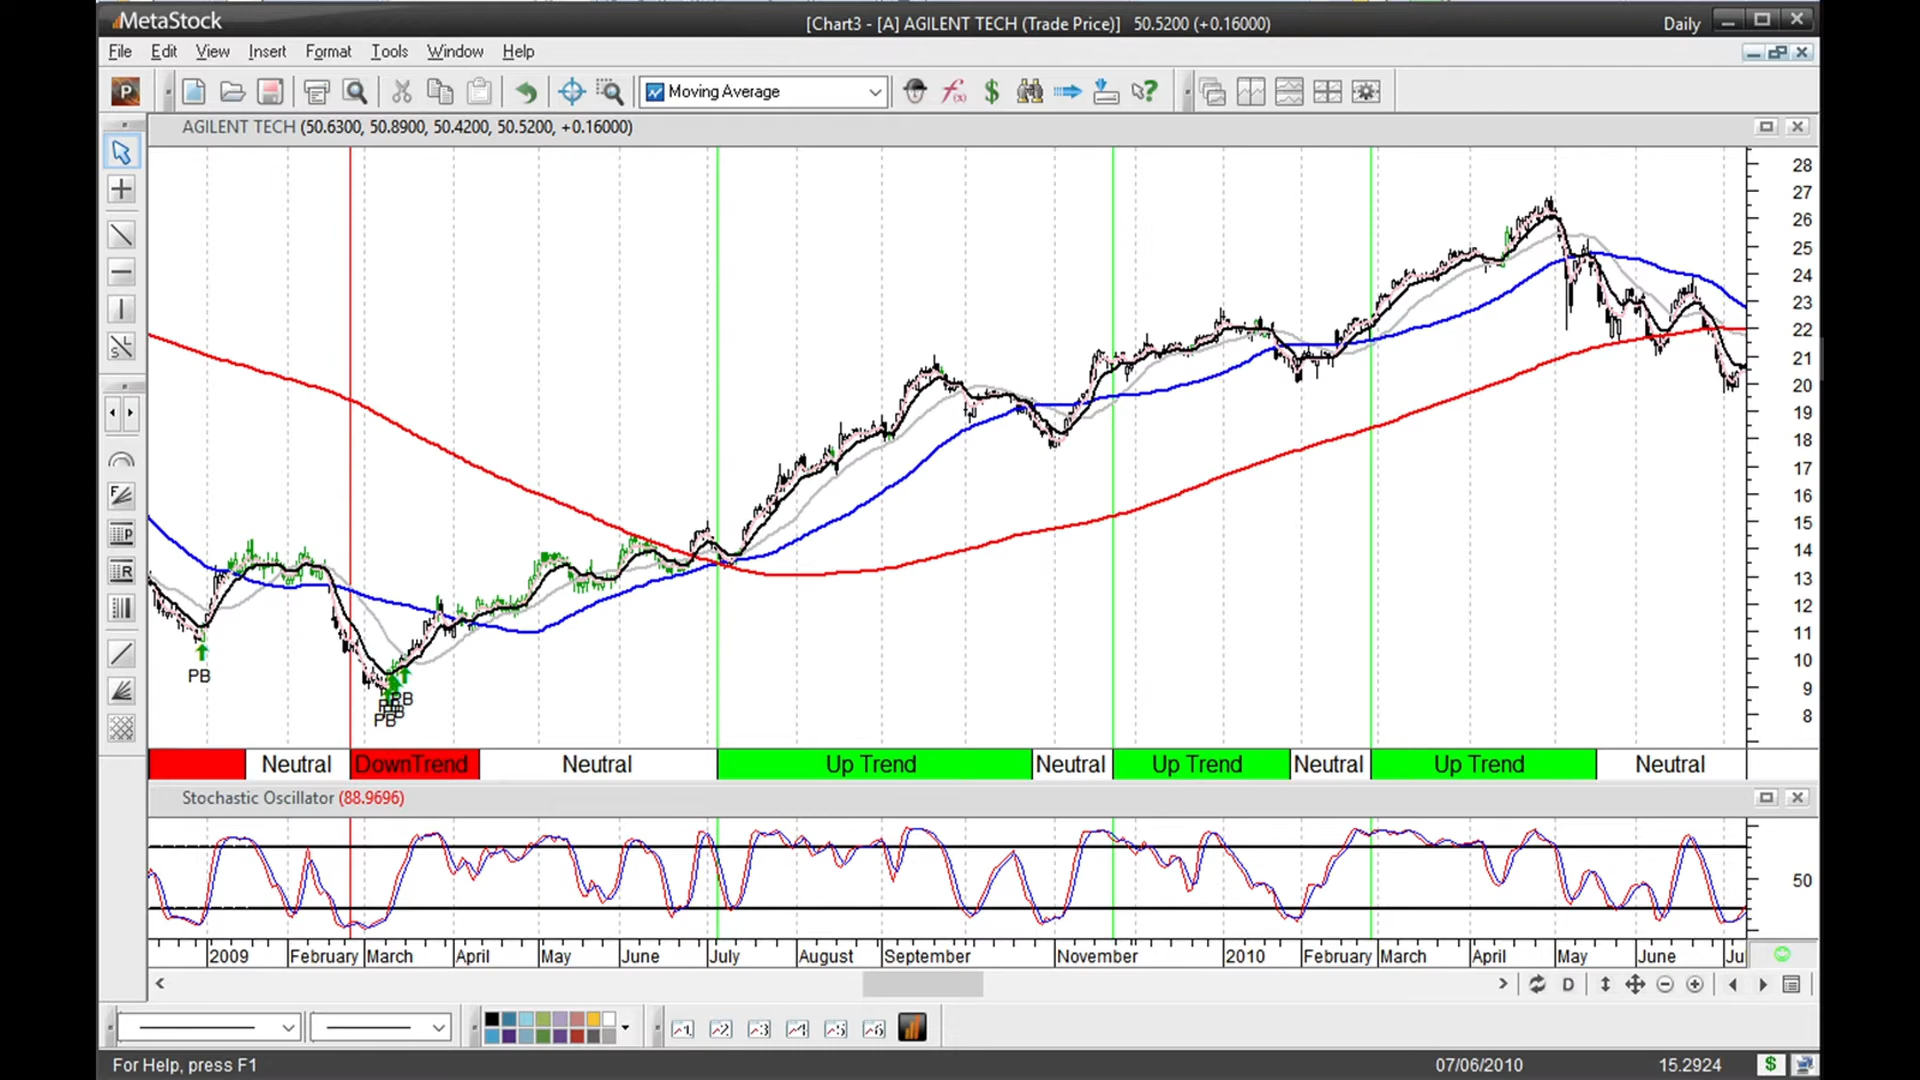 MetaStock
[Chart3 - [A] AGILENT TECH (Trade Price)]   50.5200 (+0.16000)
Daily
File Edit View Insert Format Tools Window Help
P
Moving Average
AGILENT TECH (50.6300, 50.8900, 50.4200, 50.5200, +0.16000)
28
27
26
25
24
23
22
21
20
19
18
17
16
15
14
13
12
11
10
9
8
PB
PB
PB
Neutral DownTrend Neutral Up Trend Neutral Up Trend Neutral Up Trend Neutral
Stochastic Oscillator (88.9696)
50
2009 February March April May June July August September November 2010 February March April May June Ju
D
For Help, press F1
07/06/2010
15.2924